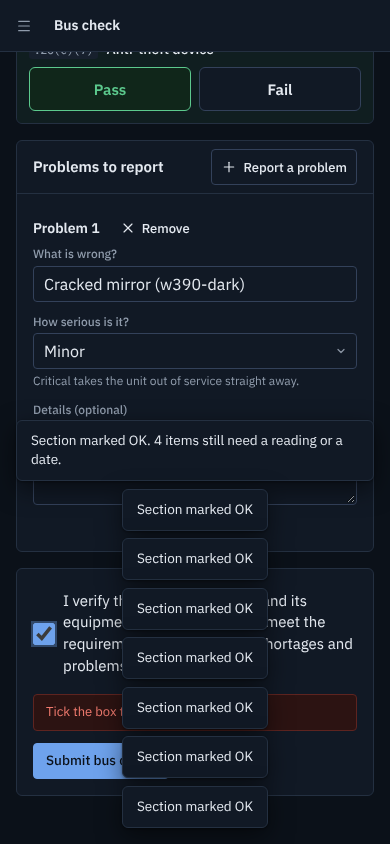 Bus check
Pass
Fail
Problems to report
Report a problem
Problem 1
Remove
What is wrong?
Cracked mirror (w390-dark)
How serious is it?
Minor
Critical takes the unit out of service straight away.
Details (optional)
Section marked OK. 4 items still need a reading or a
date.
Section marked OK
Section marked OK
I verify and its
Section marked OK
meet the
and
Section marked OK
problems
Section marked OK
Tick the box
Submit bus
Section marked OK
Section marked OK